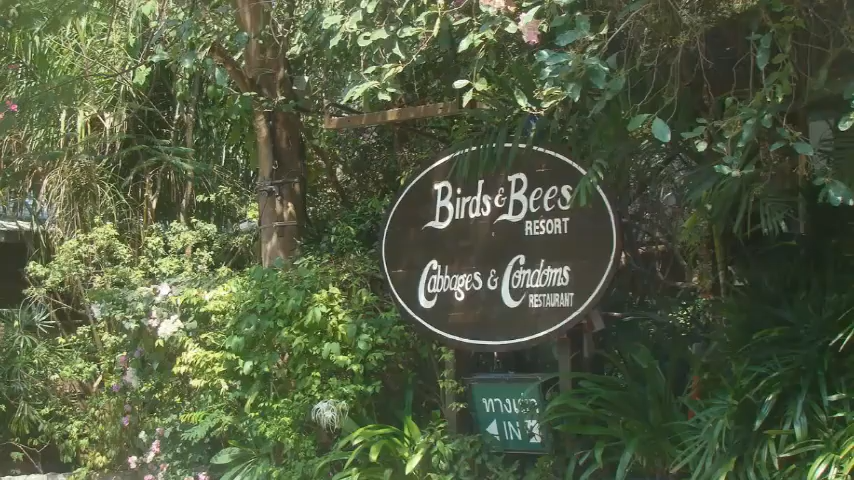 Birds & Bees
RESORT
Cabbages & Condoms
RESTAURANT
ทางเข้า
IN